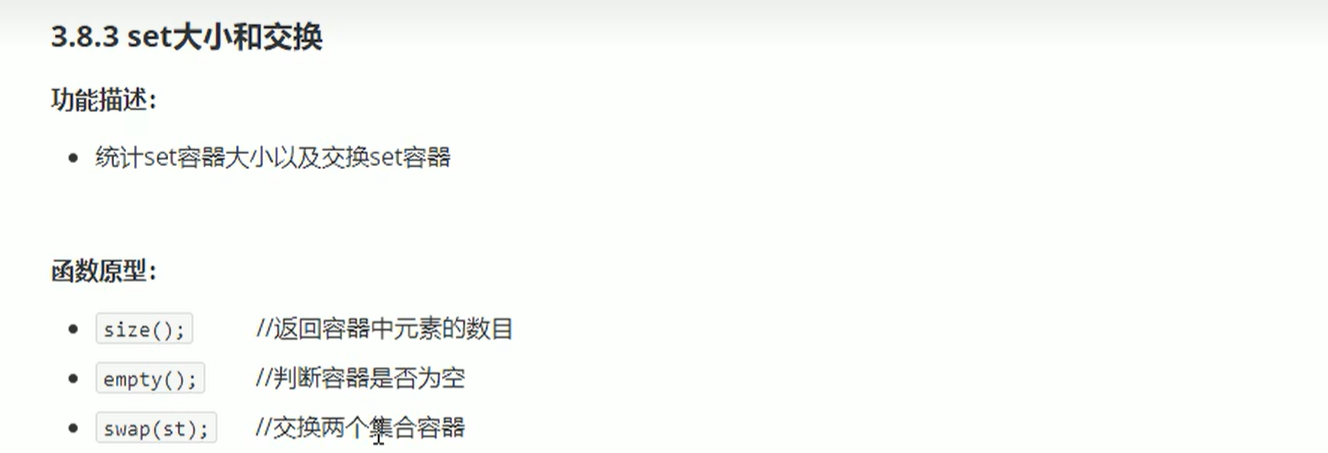 3.8.3 set大小和交换
功能描述：
统计set容器大小以及交换set容器
函数原型：
size(); //返回容器中元素的数目
empty(); //判断容器是否为空
swap(st); //交换两个集合容器